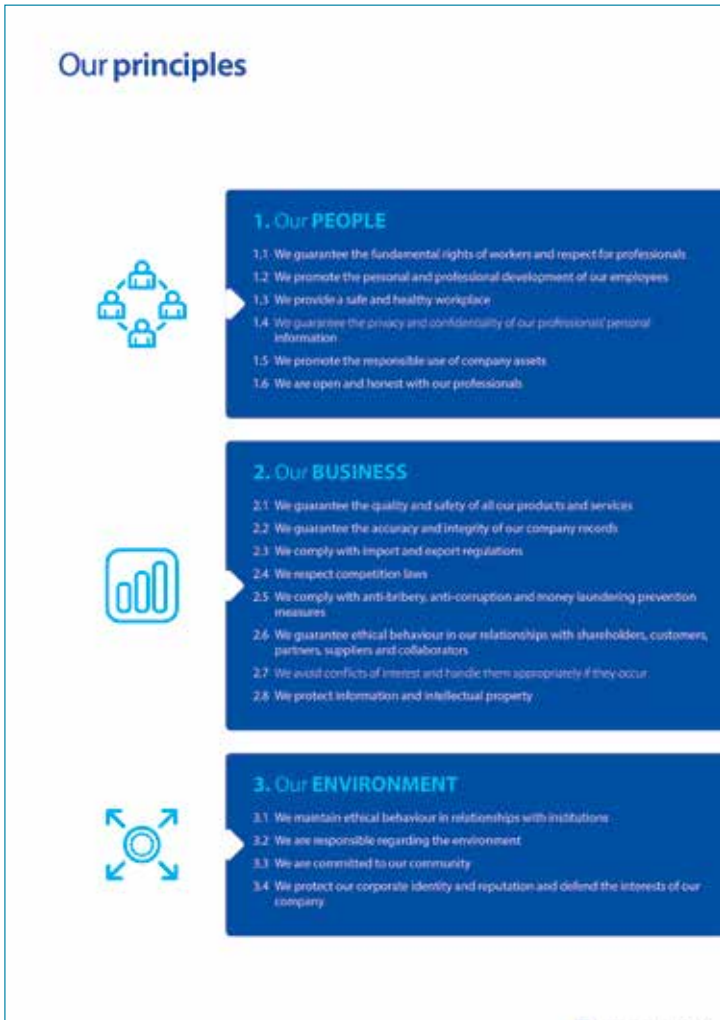 Our principles
1. Our PEOPLE
1.1 We guarantee the fundamental rights of workers and respect for professionals
1.2 We promote the personal and professional development of our employees
1.3 We provide a safe and healthy workplace
1.4 We guarantee the privacy and confidentiality of our professionals' personal
information
1.5 We promote the responsible use of company assets
1.6 We are open and honest with our professionals
2. Our BUSINESS
2.1 We guarantee the quality and safety of all our products and services
2.2 We guarantee the accuracy and integrity of our company records
2.3 We comply with import and export regulations
2.4 We respect competition laws
2.5 We comply with anti-bribery, anti-corruption and money laundering prevention
measures
2.6 We guarantee ethical behaviour in our relationships with shareholders, customers,
partners, suppliers and collaborators
2.7 We avoid conflicts of interest and handle them appropriately if they occur
2.8 We protect information and intellectual property
3. Our ENVIRONMENT
3.1 We maintain ethical behaviour in relationships with institutions
3.2 We are responsible regarding the environment
3.3 We are committed to our community
3.4 We protect our corporate identity and reputation and defend the interests of our
company